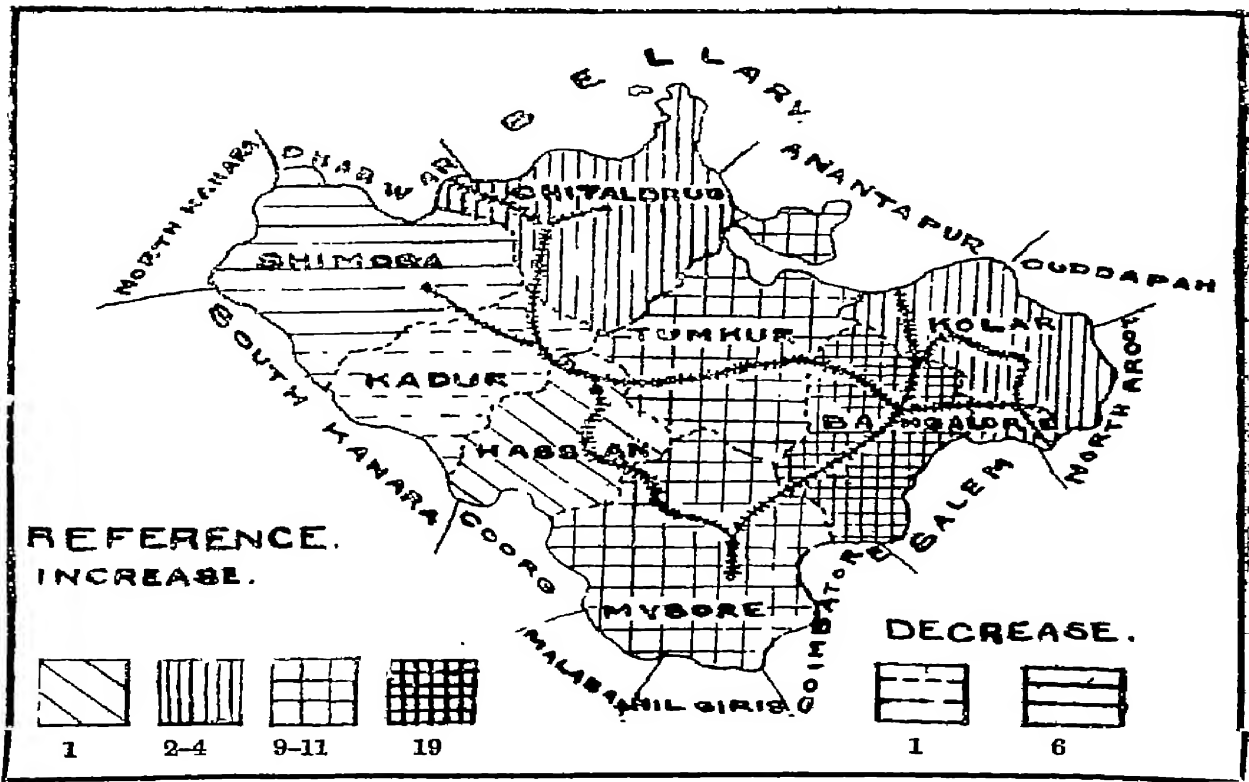 BELLARY
ANANTAPUR
CUDDAPAH
NORTH KANARA
DHARWAR
CHITALDRUG
SHIMOGA
KOLAR
TUMKUR
NORTH ARCOT
KADUR
BANGALORE
SOUTH KANARA
HASSAN
SALEM
COORG
COIMBATORE
MYSORE
MALABAR
NILGIRIS
REFERENCE.
INCREASE.
1 2–4 9–11 19
DECREASE.
1 6